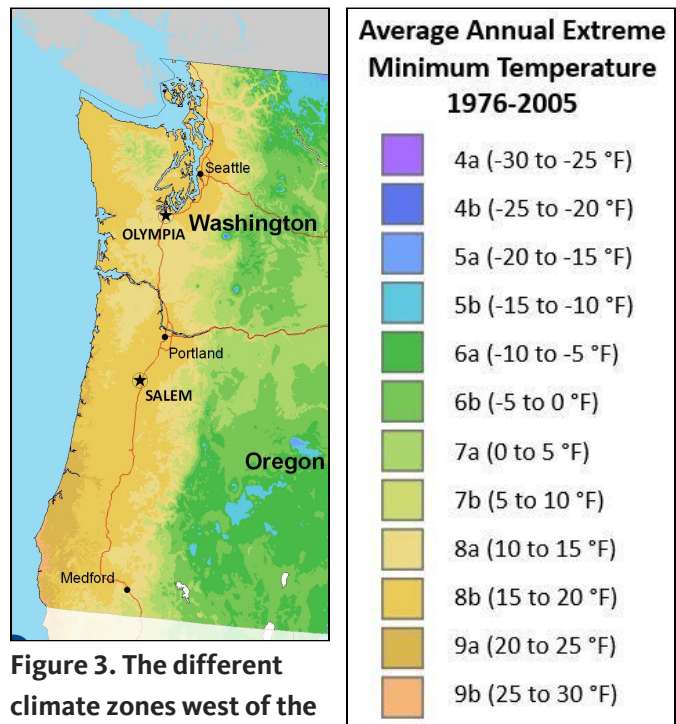 Seattle
OLYMPIA
Washington
Portland
SALEM
Oregon
Medford
Figure 3. The different
climate zones west of the
Average Annual Extreme
Minimum Temperature
1976-2005
4a (-30 to -25 °F)
4b (-25 to -20 °F)
5a (-20 to -15 °F)
5b (-15 to -10 °F)
6a (-10 to -5 °F)
6b (-5 to 0 °F)
7a (0 to 5 °F)
7b (5 to 10 °F)
8a (10 to 15 °F)
8b (15 to 20 °F)
9a (20 to 25 °F)
9b (25 to 30 °F)